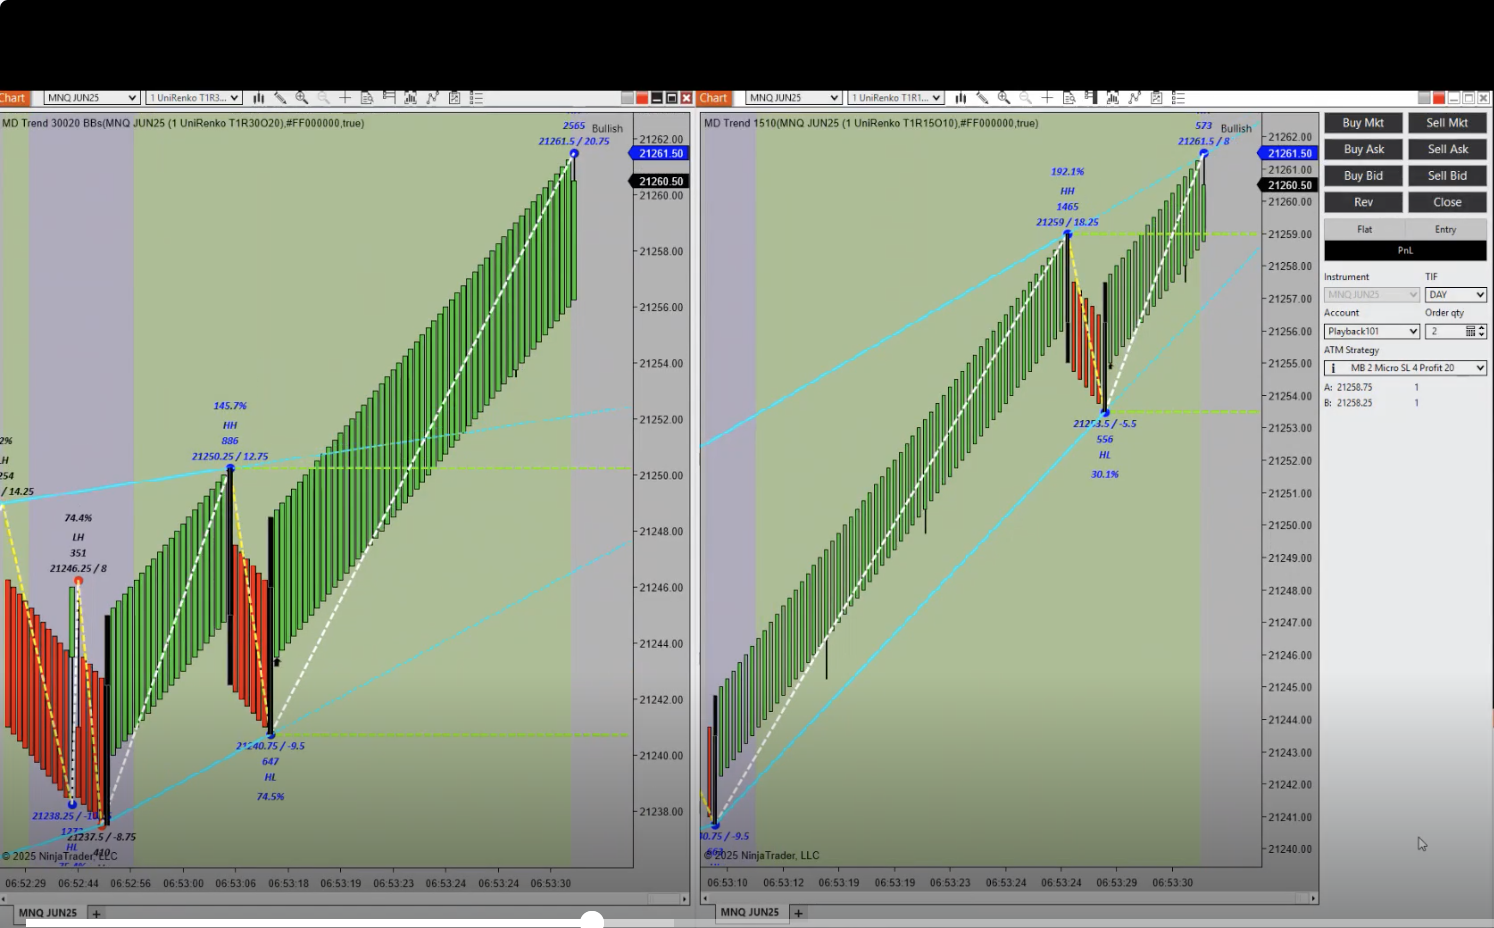 Chart
MNQ JUN25
1 UniRenko T1R3...
MD Trend 30020 BBs(MNQ JUN25 (1 UniRenko T1R30O20),#FF000000,true)
2565
Bullish
21261.5 / 20.75
21262.00
21261.50
21260.50
21260.00
21258.00
21256.00
21254.00
21252.00
21250.00
21248.00
21246.00
21244.00
21242.00
21240.00
21238.00
145.7%
HH
886
21250.25 / 12.75
2%
254
/ 14.25
74.4%
LH
351
21246.25 / 8
21240.75 / -9.5
647
HL
74.5%
21238.25 /
21237.5 / -8.75
410
HL
© 2025 NinjaTrader, LLC
06:52:29
06:52:44
06:52:56
06:53:00
06:53:06
06:53:18
06:53:19
06:53:23
06:53:24
06:53:24
06:53:30
MNQ JUN25
+
Chart
MNQ JUN25
1 UniRenko T1R1...
MD Trend 1510(MNQ JUN25 (1 UniRenko T1R15O10),#FF000000,true)
573
Bullish
21261.5 / 8
192.1%
HH
1465
21259 / 18.25
21262.00
21261.50
21261.00
21260.50
21260.00
21259.00
21258.00
21257.00
21256.00
21255.00
21254.00
21253.00
21252.00
21251.00
21250.00
21249.00
21248.00
21247.00
21246.00
21245.00
21244.00
21243.00
21242.00
21241.00
21240.00
21253.5 / -5.5
556
HL
30.1%
40.75 / -9.5
© 2025 NinjaTrader, LLC
06:53:10
06:53:12
06:53:19
06:53:19
06:53:23
06:53:24
06:53:24
06:53:29
06:53:30
MNQ JUN25
+
Buy Mkt
Sell Mkt
Buy Ask
Sell Ask
Buy Bid
Sell Bid
Rev
Close
Flat
Entry
PnL
Instrument
TIF
MNQ JUN25
DAY
Account
Order qty
Playback101
2
ATM Strategy
MB 2 Micro SL 4 Profit 20
A: 21258.75 1
B: 21258.25 1